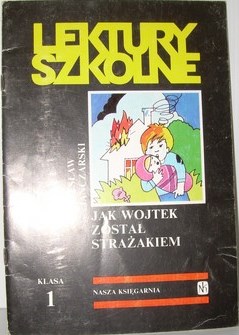 LEKTURY
SZKOLNE
JAK WOJTEK
ZOSTAŁ
STRAŻAKIEM
KLASA
1
NASZA KSIĘGARNIA